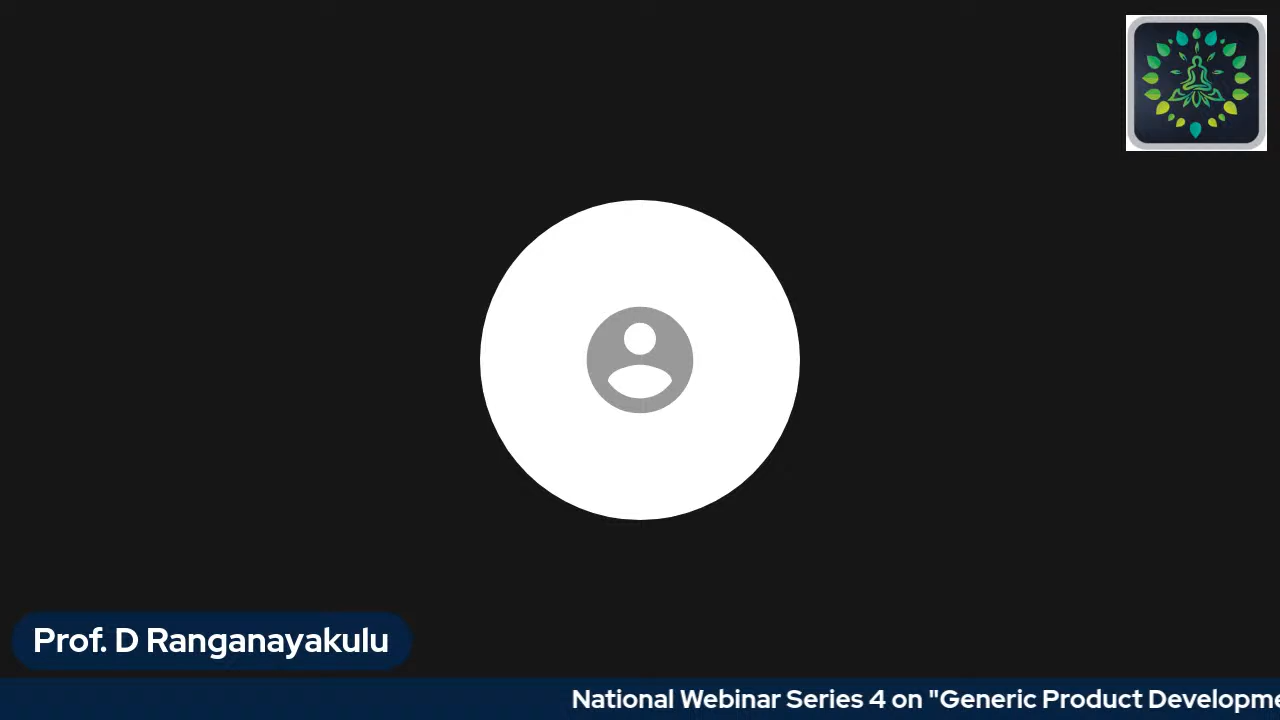 Prof. D Ranganayakulu
National Webinar Series 4 on "Generic Product Developme